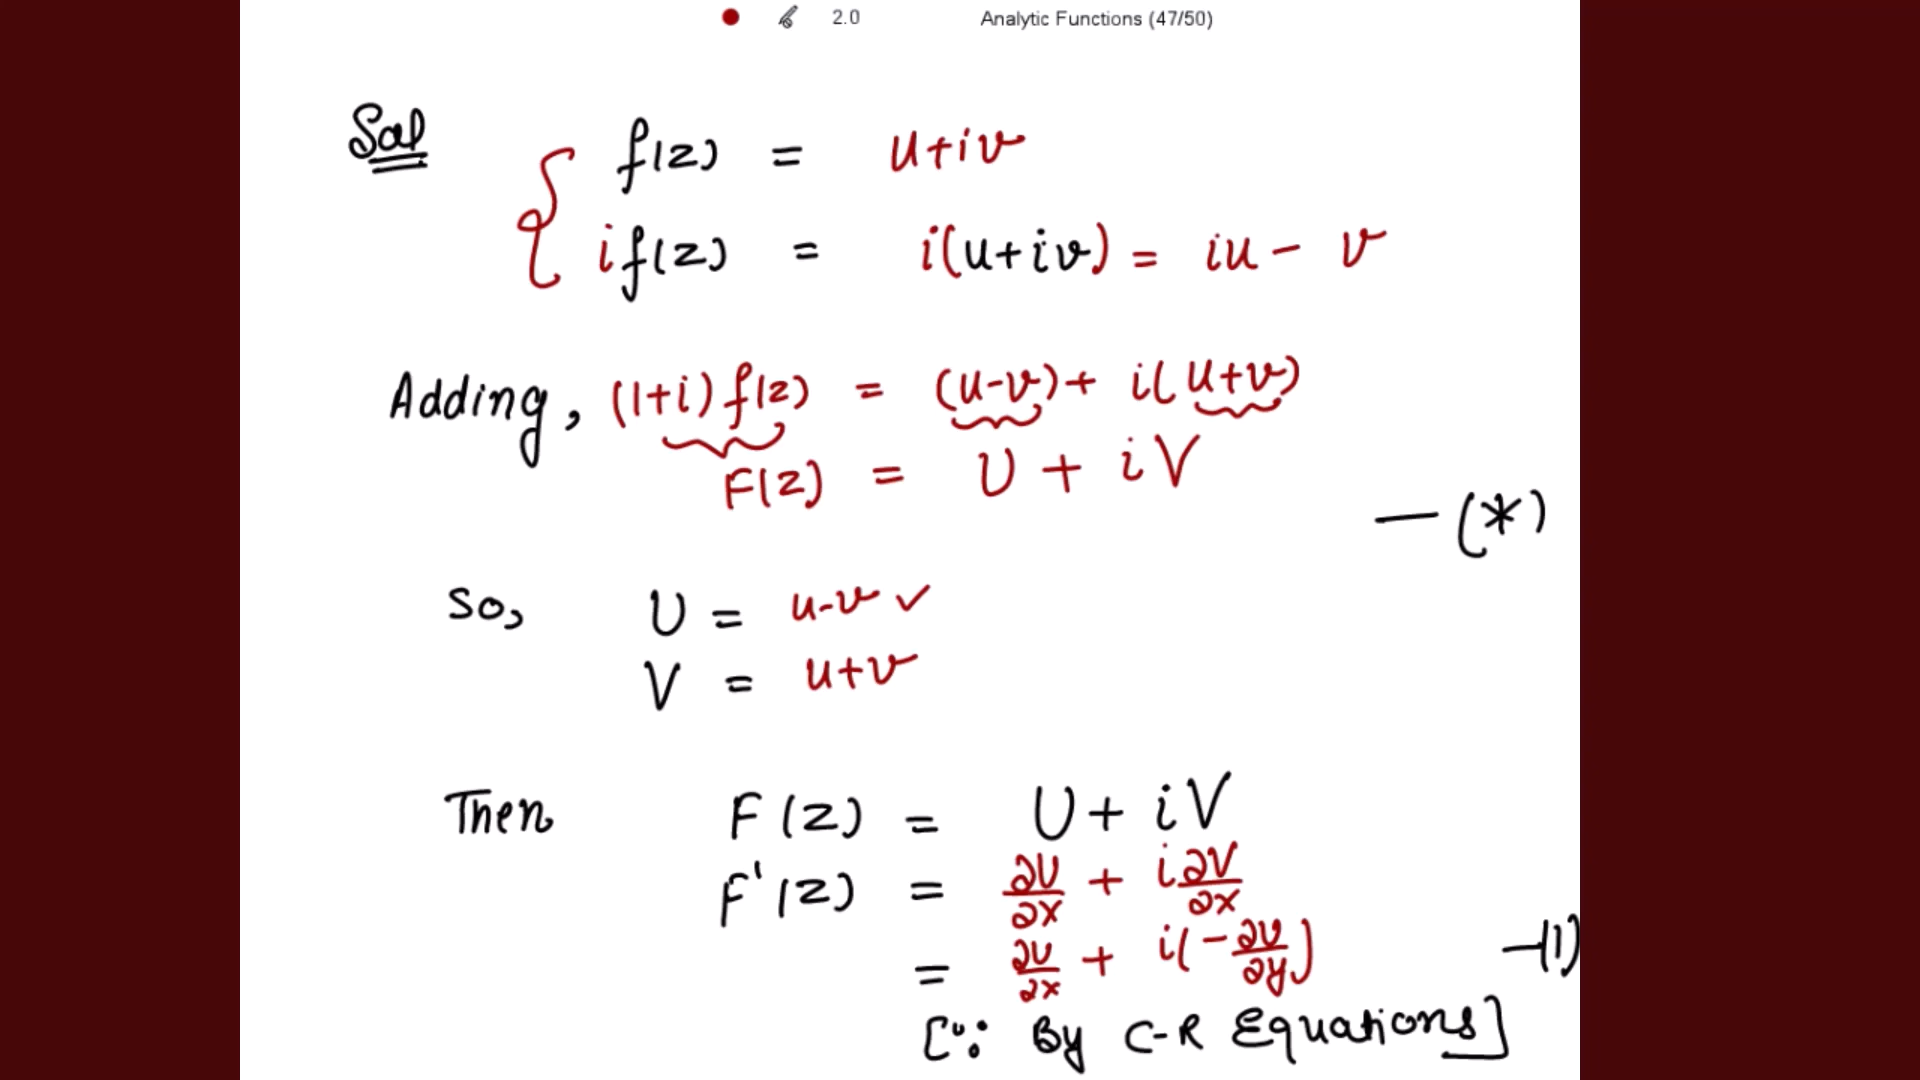 2.0 Analytic Functions (47/50)
Sol
f(z) = u+iv
if(z) = i(u+iv) = iu - v
Adding, (1+i) f(z) = (u-v) + i(u+v)
F(z) = U + iV
— (*)
So, U = u-v ✓
V = u+v
Then F(z) = U + iV
F'(z) = ∂U/∂x + i∂V/∂x
= ∂U/∂x + i(-∂U/∂y) —(1)
[∵ By C-R Equations]